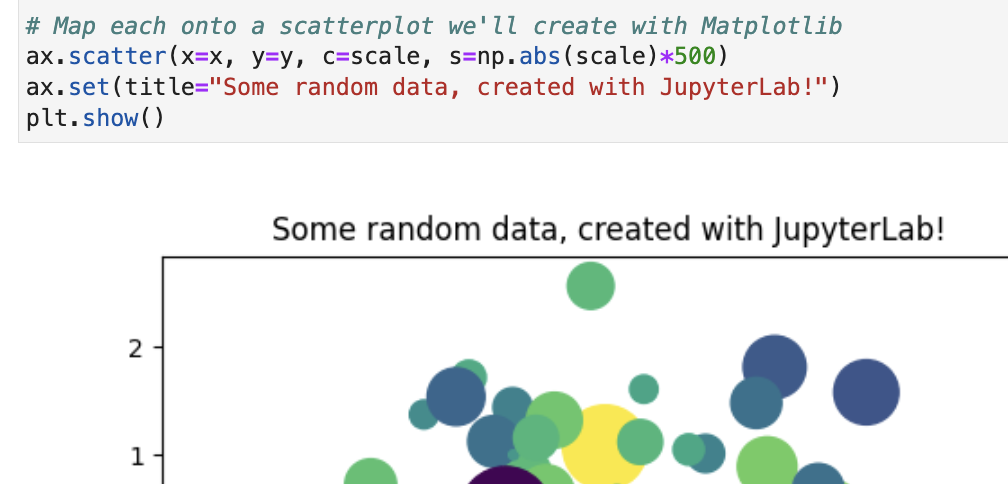 # Map each onto a scatterplot we'll create with Matplotlib
ax.scatter(x=x, y=y, c=scale, s=np.abs(scale)*500)
ax.set(title="Some random data, created with JupyterLab!")
plt.show()
Some random data, created with JupyterLab!
2
1